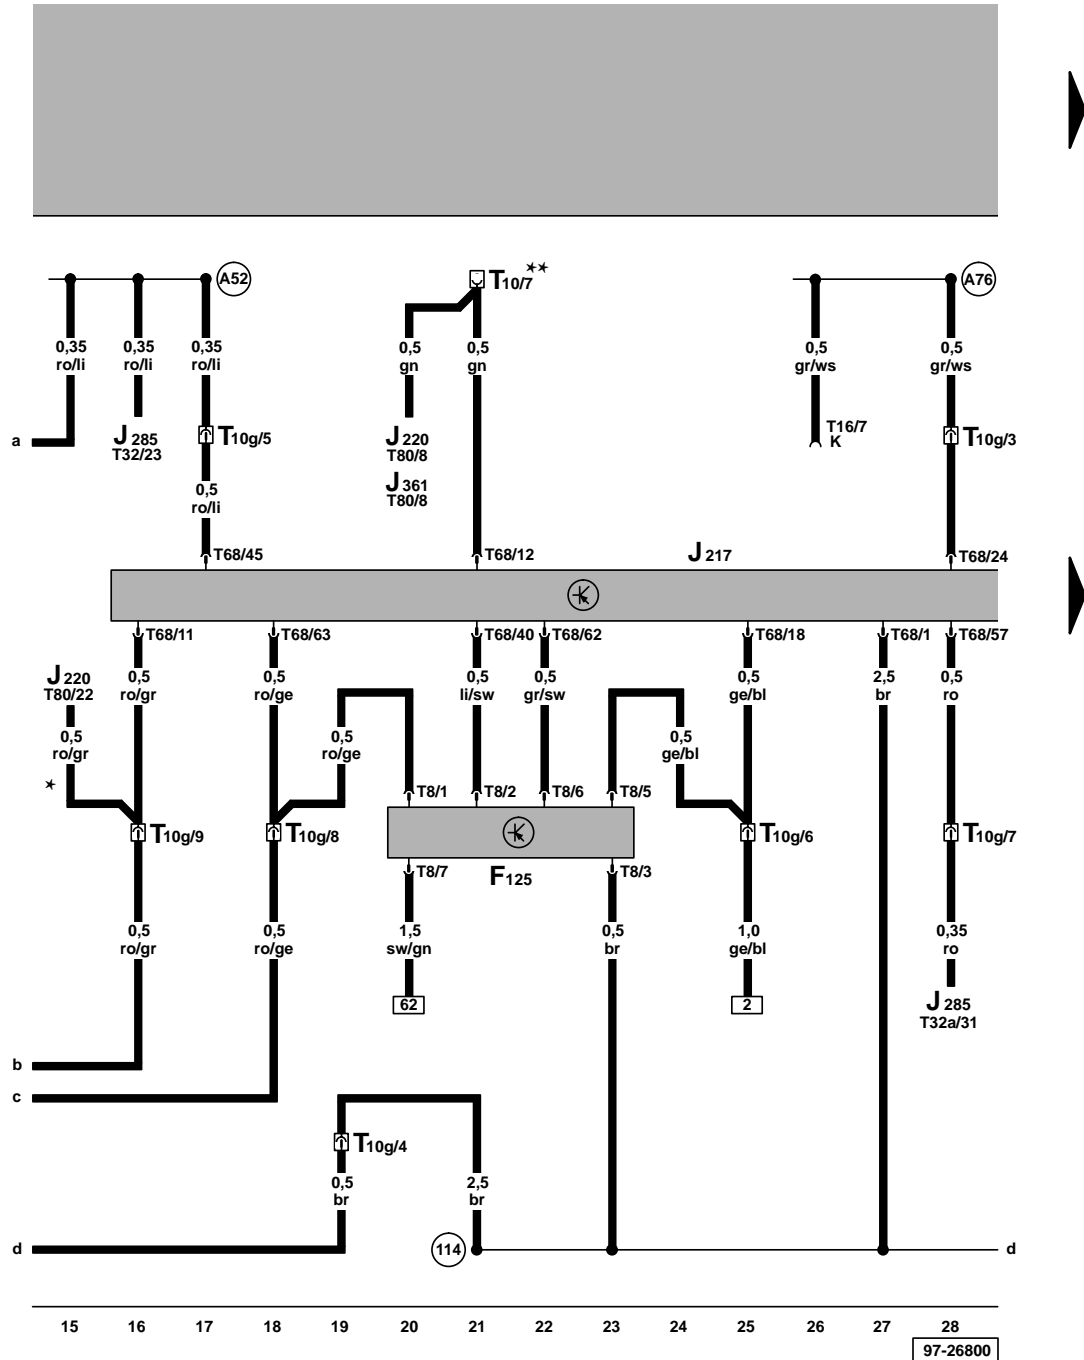 A52
T10/7 **
A76
0,35 0,35 0,35 0,5 0,5 0,5 0,5
ro/li ro/li ro/li gn gn gr/ws gr/ws
a
J285
T32/23
T10g/5
J220
T80/8
J361
T80/8
T16/7
K
T10g/3
0,5
ro/li
T68/45 T68/12 J217 T68/24
T68/11 T68/63 T68/40 T68/62 T68/18 T68/1 T68/57
J220
T80/22
0,5 0,5 0,5 0,5 0,5 2,5 0,5
ro/gr ro/ge li/sw gr/sw ge/bl br ro
0,5 0,5 0,5
ro/gr ro/ge ge/bl
*
T8/1 T8/2 T8/6 T8/5
T10g/9 T10g/8 T10g/6 T10g/7
T8/7 F125 T8/3
0,5 0,5 1,5 0,5 1,0 0,35
ro/gr ro/ge sw/gn br ge/bl ro
62 2
J285
T32a/31
b
c
T10g/4
0,5 2,5
br br
d 114 d
15 16 17 18 19 20 21 22 23 24 25 26 27 28
97-26800